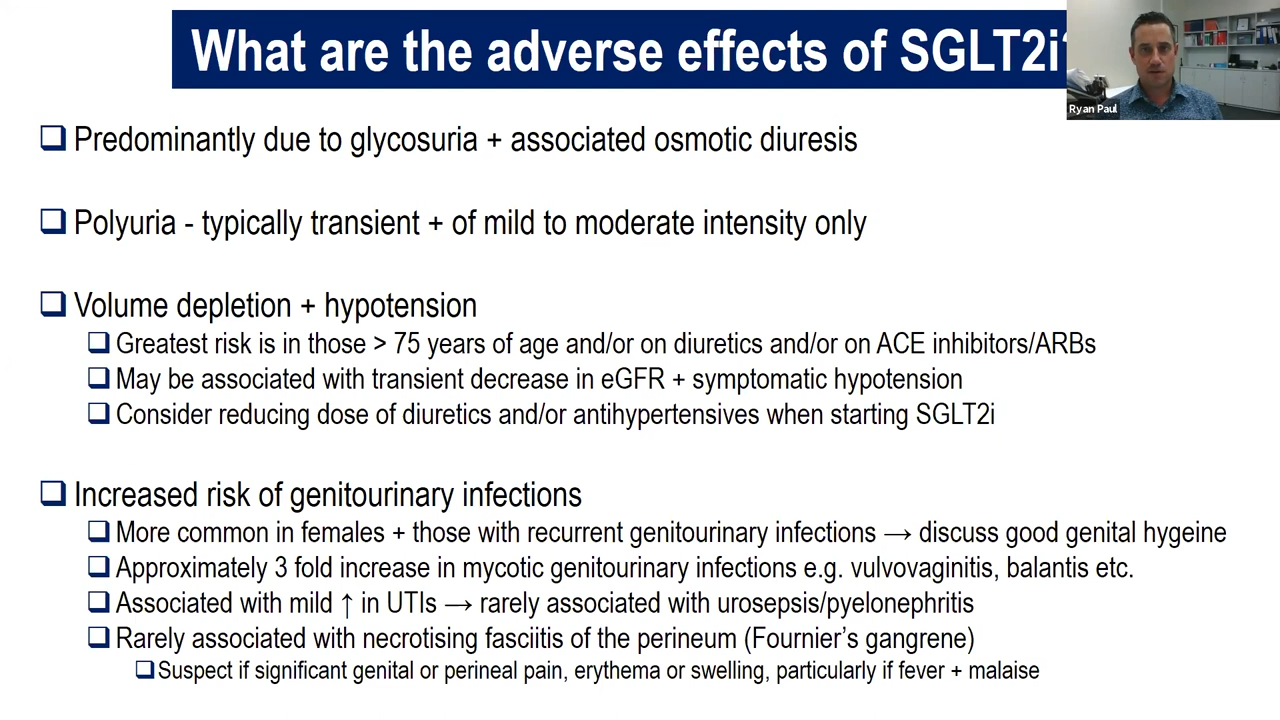 What are the adverse effects of SGLT2i?
Ryan Paul
❑ Predominantly due to glycosuria + associated osmotic diuresis
❑ Polyuria - typically transient + of mild to moderate intensity only
❑ Volume depletion + hypotension
❑ Greatest risk is in those > 75 years of age and/or on diuretics and/or on ACE inhibitors/ARBs
❑ May be associated with transient decrease in eGFR + symptomatic hypotension
❑ Consider reducing dose of diuretics and/or antihypertensives when starting SGLT2i
❑ Increased risk of genitourinary infections
❑ More common in females + those with recurrent genitourinary infections → discuss good genital hygeine
❑ Approximately 3 fold increase in mycotic genitourinary infections e.g. vulvovaginitis, balantis etc.
❑ Associated with mild ↑ in UTIs → rarely associated with urosepsis/pyelonephritis
❑ Rarely associated with necrotising fasciitis of the perineum (Fournier’s gangrene)
❑ Suspect if significant genital or perineal pain, erythema or swelling, particularly if fever + malaise